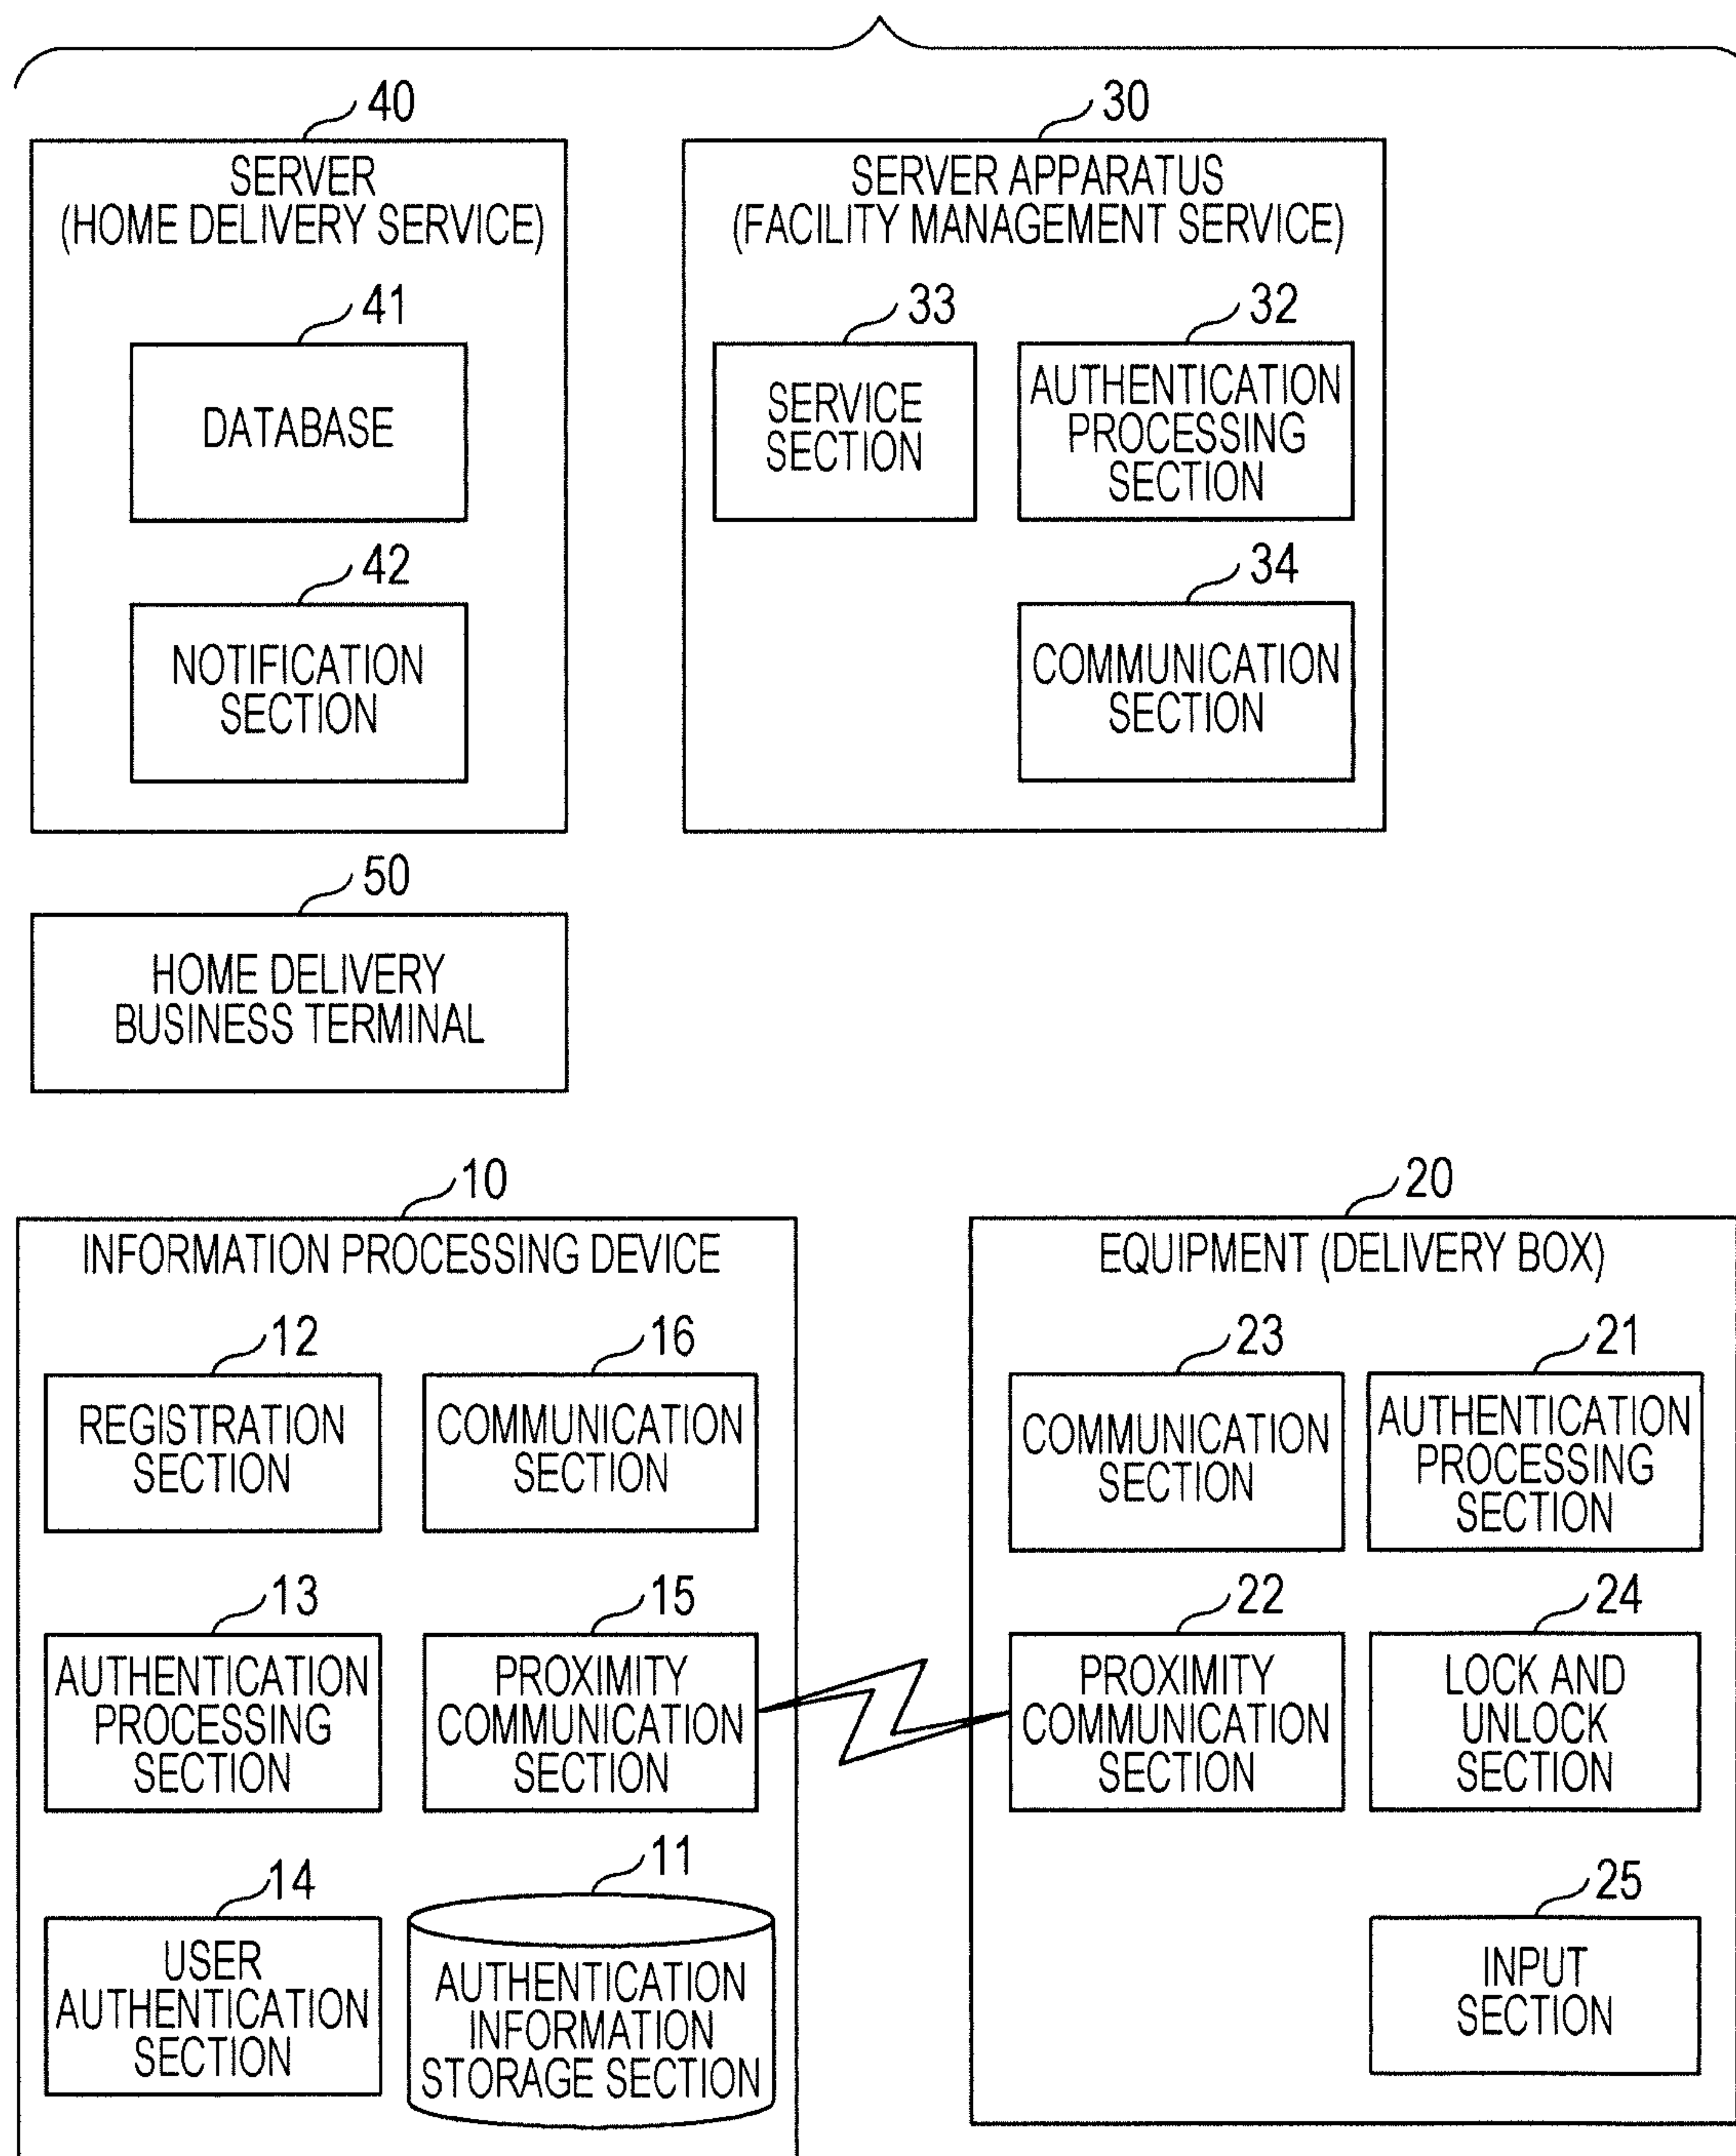 40
SERVER
(HOME DELIVERY SERVICE)
41
DATABASE
42
NOTIFICATION
SECTION
30
SERVER APPARATUS
(FACILITY MANAGEMENT SERVICE)
33
SERVICE
SECTION
32
AUTHENTICATION
PROCESSING
SECTION
34
COMMUNICATION
SECTION
50
HOME DELIVERY
BUSINESS TERMINAL
10
INFORMATION PROCESSING DEVICE
12
REGISTRATION
SECTION
16
COMMUNICATION
SECTION
13
AUTHENTICATION
PROCESSING
SECTION
15
PROXIMITY
COMMUNICATION
SECTION
14
USER
AUTHENTICATION
SECTION
11
AUTHENTICATION
INFORMATION
STORAGE SECTION
20
EQUIPMENT (DELIVERY BOX)
23
COMMUNICATION
SECTION
21
AUTHENTICATION
PROCESSING
SECTION
22
PROXIMITY
COMMUNICATION
SECTION
24
LOCK AND
UNLOCK
SECTION
25
INPUT
SECTION